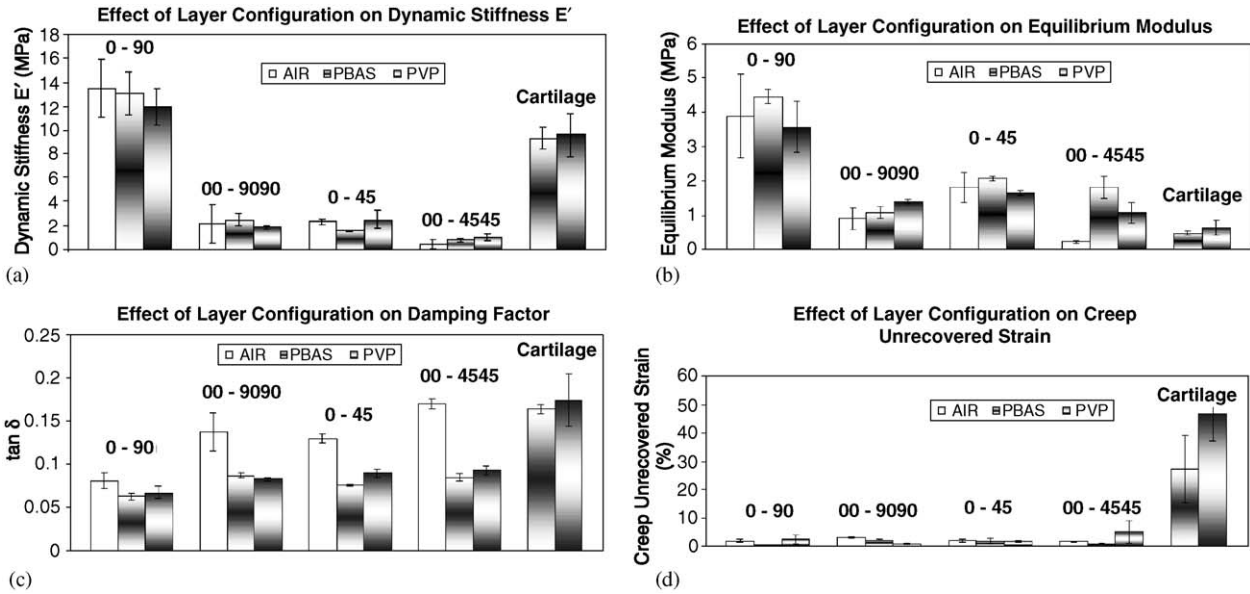 Effect of Layer Configuration on Dynamic Stiffness E′
Dynamic Stiffness E′ (MPa)
18
16
14
12
10
8
6
4
2
0
0 - 90
AIR PBAS PVP
Cartilage
00 - 9090
0 - 45
00 - 4545
(a)
Effect of Layer Configuration on Equilibrium Modulus
Equilibrium Modulus (MPa)
6
5
4
3
2
1
0
0 - 90
AIR PBAS PVP
0 - 45
00 - 9090
00 - 4545
Cartilage
(b)
Effect of Layer Configuration on Damping Factor
tan δ
0.25
0.2
0.15
0.1
0.05
0
AIR PBAS PVP
Cartilage
00 - 9090
00 - 4545
0 - 45
0 - 90
(c)
Effect of Layer Configuration on Creep
Unrecovered Strain
Creep Unrecovered Strain
(%)
60
50
40
30
20
10
0
AIR PBAS PVP
Cartilage
0 - 90
00 - 9090
0 - 45
00 - 4545
(d)